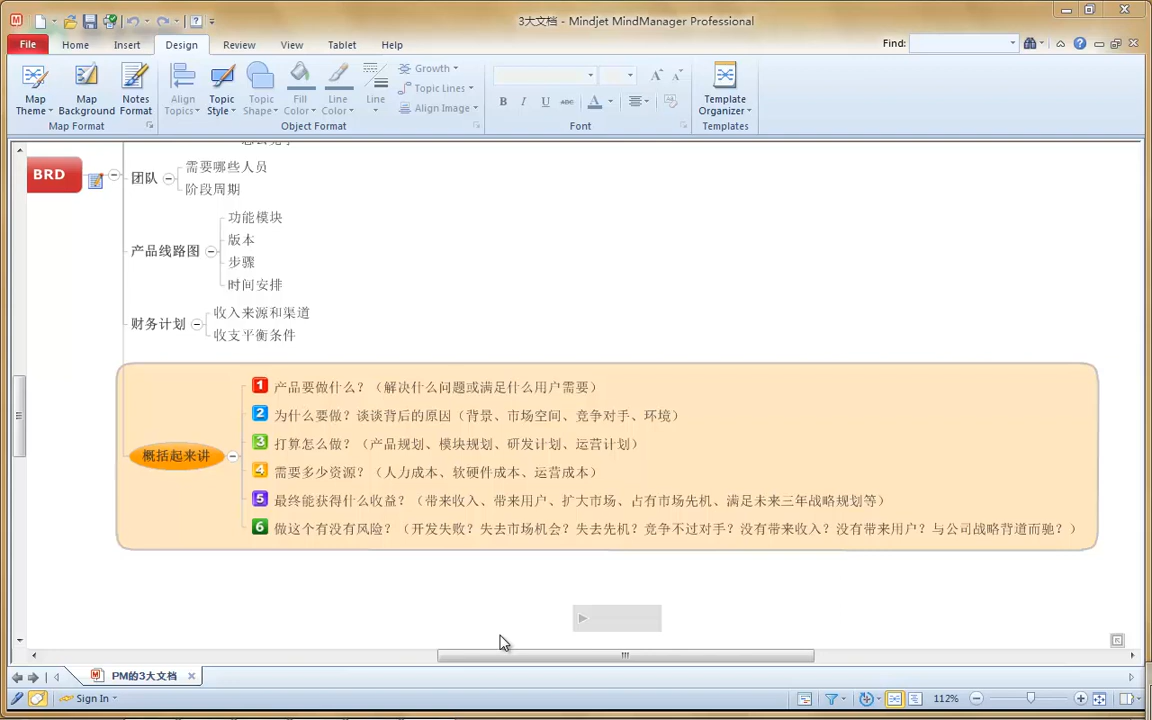 3大文档 - Mindjet MindManager Professional
File Home Insert Design Review View Tablet Help Find:
Map Theme
Map Background
Notes Format
Align Topics
Topic Style
Topic Shape
Fill Color
Line Color
Line
Growth
Topic Lines
Align Image
B I U ABC A
Template Organizer
Map Format Object Format Font Templates
BRD
团队
需要哪些人员
阶段周期
产品线路图
功能模块
版本
步骤
时间安排
财务计划
收入来源和渠道
收支平衡条件
概括起来讲
1 产品要做什么?(解决什么问题或满足什么用户需要)
2 为什么要做?谈谈背后的原因(背景、市场空间、竞争对手、环境)
3 打算怎么做?(产品规划、模块规划、研发计划、运营计划)
4 需要多少资源?(人力成本、软硬件成本、运营成本)
5 最终能获得什么收益?(带来收入、带来用户、扩大市场、占有市场先机、满足未来三年战略规划等)
6 做这个有没有风险?(开发失败?失去市场机会?失去先机?竞争不过对手?没有带来收入?没有带来用户?与公司战略背道而驰?)
PM的3大文档
Sign In 112%